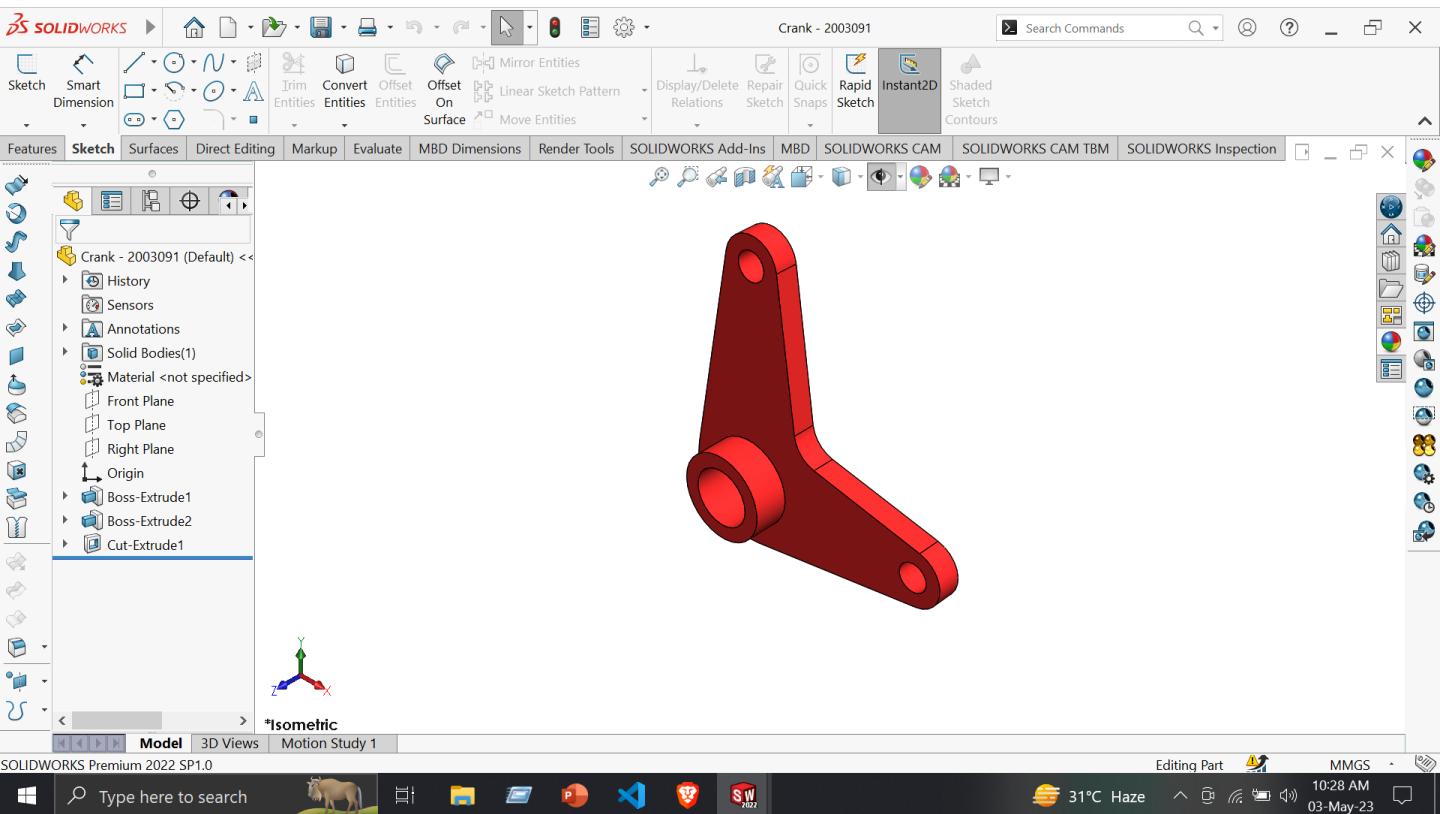 SOLIDWORKS
Crank - 2003091
Search Commands
Sketch
Smart Dimension
Trim Entities
Convert Entities
Offset Entities
Offset On Surface
Mirror Entities
Linear Sketch Pattern
Move Entities
Display/Delete Relations
Repair Sketch
Quick Snaps
Rapid Sketch
Instant2D
Shaded Sketch Contours
Features
Sketch
Surfaces
Direct Editing
Markup
Evaluate
MBD Dimensions
Render Tools
SOLIDWORKS Add-Ins
MBD
SOLIDWORKS CAM
SOLIDWORKS CAM TBM
SOLIDWORKS Inspection
Crank - 2003091 (Default) <<
History
Sensors
Annotations
Solid Bodies(1)
Material <not specified>
Front Plane
Top Plane
Right Plane
Origin
Boss-Extrude1
Boss-Extrude2
Cut-Extrude1
Y
Z
X
*Isometric
Model
3D Views
Motion Study 1
SOLIDWORKS Premium 2022 SP1.0
Editing Part
MMGS
Type here to search
SW
2022
31°C Haze
10:28 AM
03-May-23